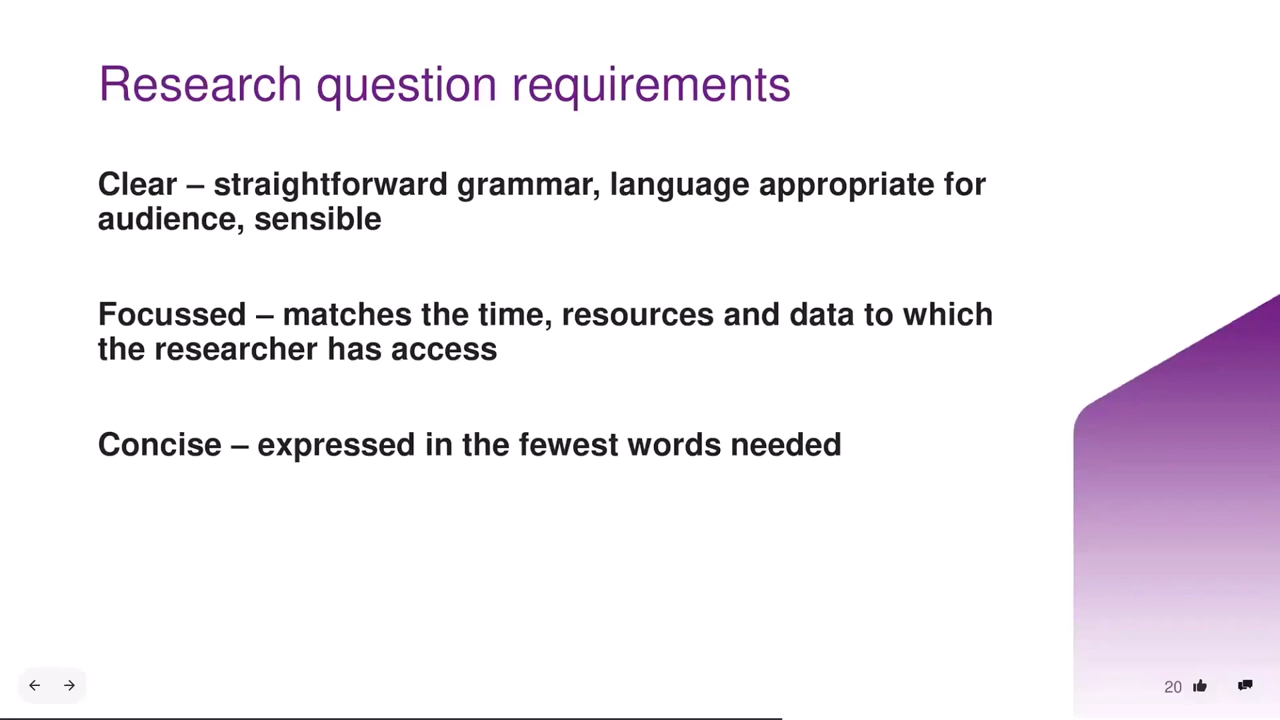 Research question requirements
Clear – straightforward grammar, language appropriate for
audience, sensible
Focussed – matches the time, resources and data to which
the researcher has access
Concise – expressed in the fewest words needed
20